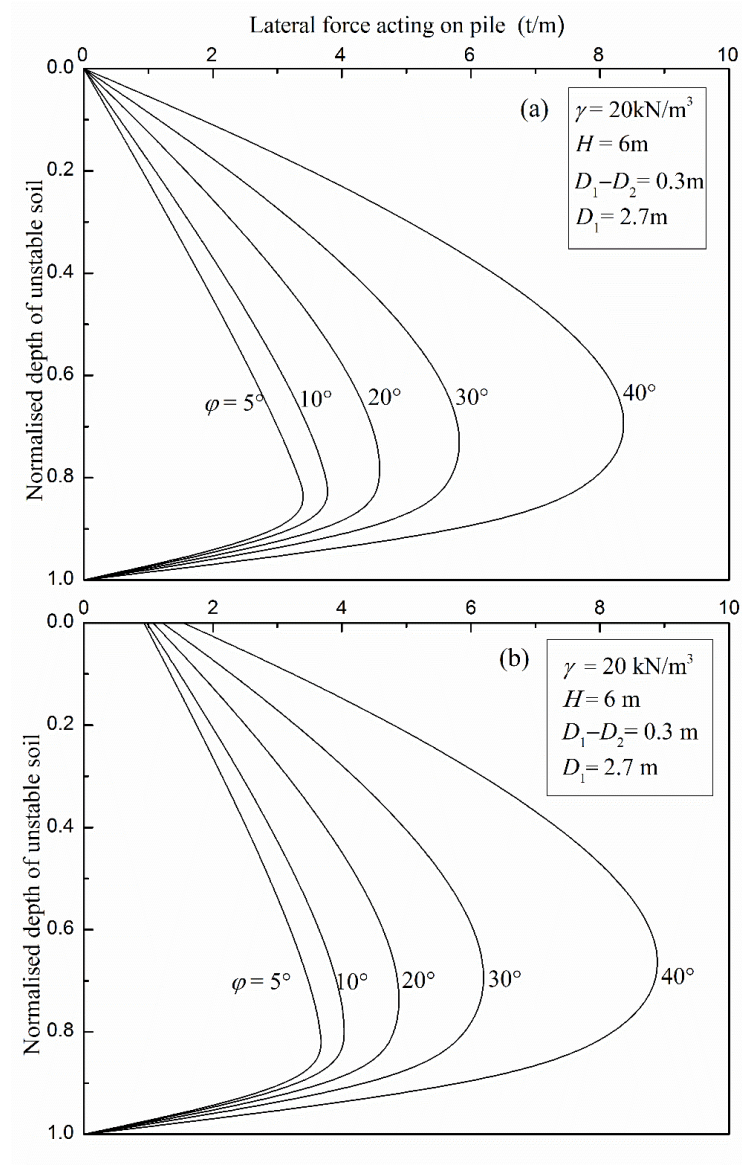 Lateral force acting on pile (t/m)
0 2 4 6 8 10
0.0
(a)
γ = 20kN/m³
H = 6m
D₁−D₂= 0.3m
D₁= 2.7m
0.2
0.4
Normalised depth of unstable soil
0.6
φ = 5° 10° 20° 30° 40°
0.8
1.0
0 2 4 6 8 10
0.0
(b)
γ = 20 kN/m³
H = 6 m
D₁−D₂= 0.3 m
D₁= 2.7 m
0.2
0.4
Normalised depth of unstable soil
0.6
φ = 5° 10° 20° 30° 40°
0.8
1.0